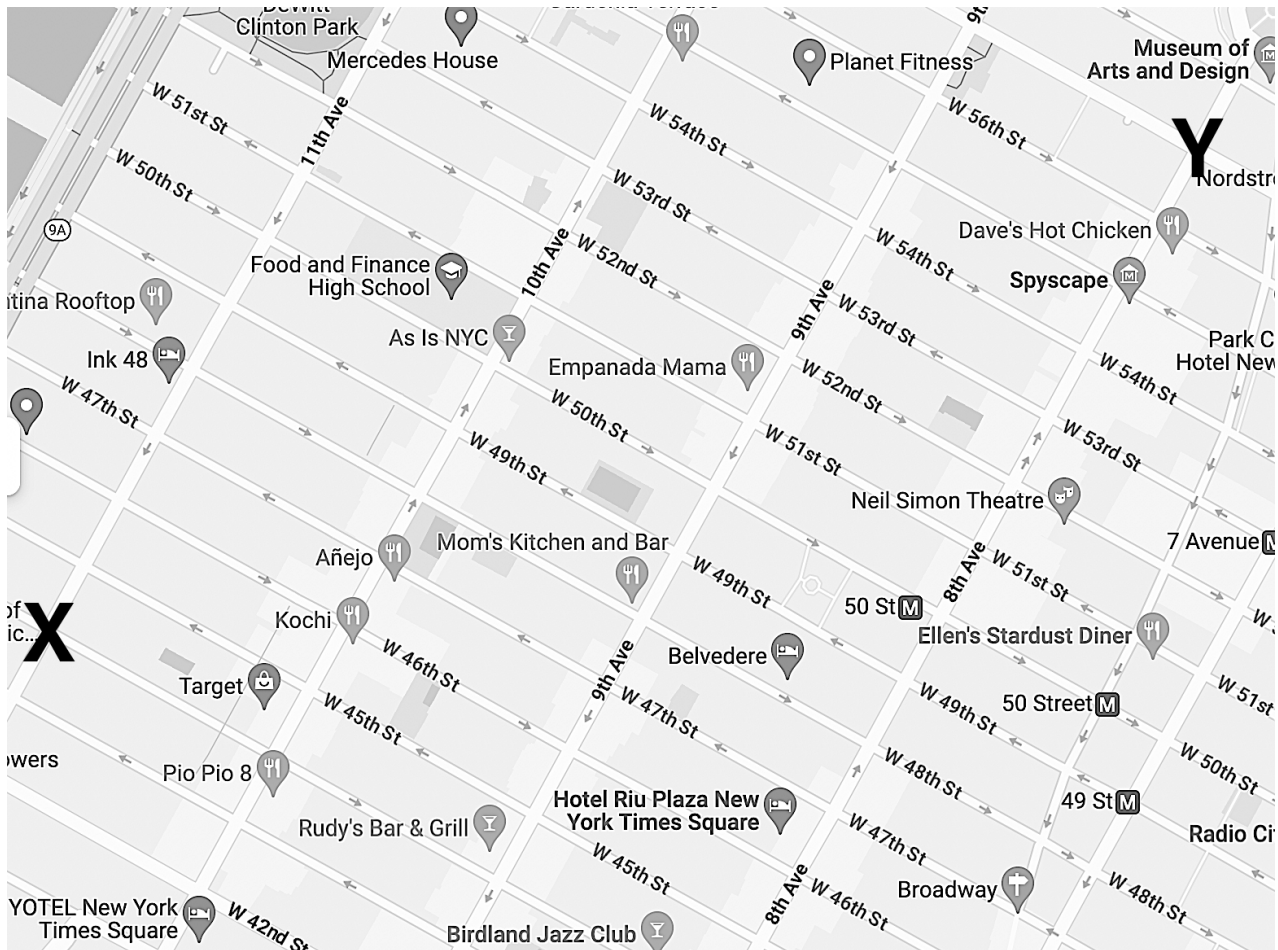 DeWitt
Clinton Park
Mercedes House
Planet Fitness
Museum of
Arts and Design
W 51st St
11th Ave
W 54th St
W 56th St
Y
W 50th St
W 53rd St
Nordstr
9A
10th Ave
W 52nd St
W 54th St
Dave's Hot Chicken
Food and Finance
High School
Spyscape
9th Ave
W 53rd St
tina Rooftop
As Is NYC
Park C
Hotel New
Ink 48
Empanada Mama
W 52nd St
W 54th St
W 47th St
W 50th St
W 51st St
W 53rd St
W 49th St
Neil Simon Theatre
Añejo
Mom's Kitchen and Bar
7 Avenue M
W 49th St
8th Ave
W 51st St
50 St M
X
of
ic...
Kochi
Ellen's Stardust Diner
W 46th St
9th Ave
Belvedere
Target
W 45th St
W 47th St
W 49th St
50 Street M
W 51st
owers
Pio Pio 8
W 48th St
W 50th St
Hotel Riu Plaza New
York Times Square
49 St M
Rudy's Bar & Grill
W 47th St
Radio Ci
W 45th St
8th Ave
W 46th St
Broadway
W 48th St
YOTEL New York
Times Square
W 42nd St
Birdland Jazz Club